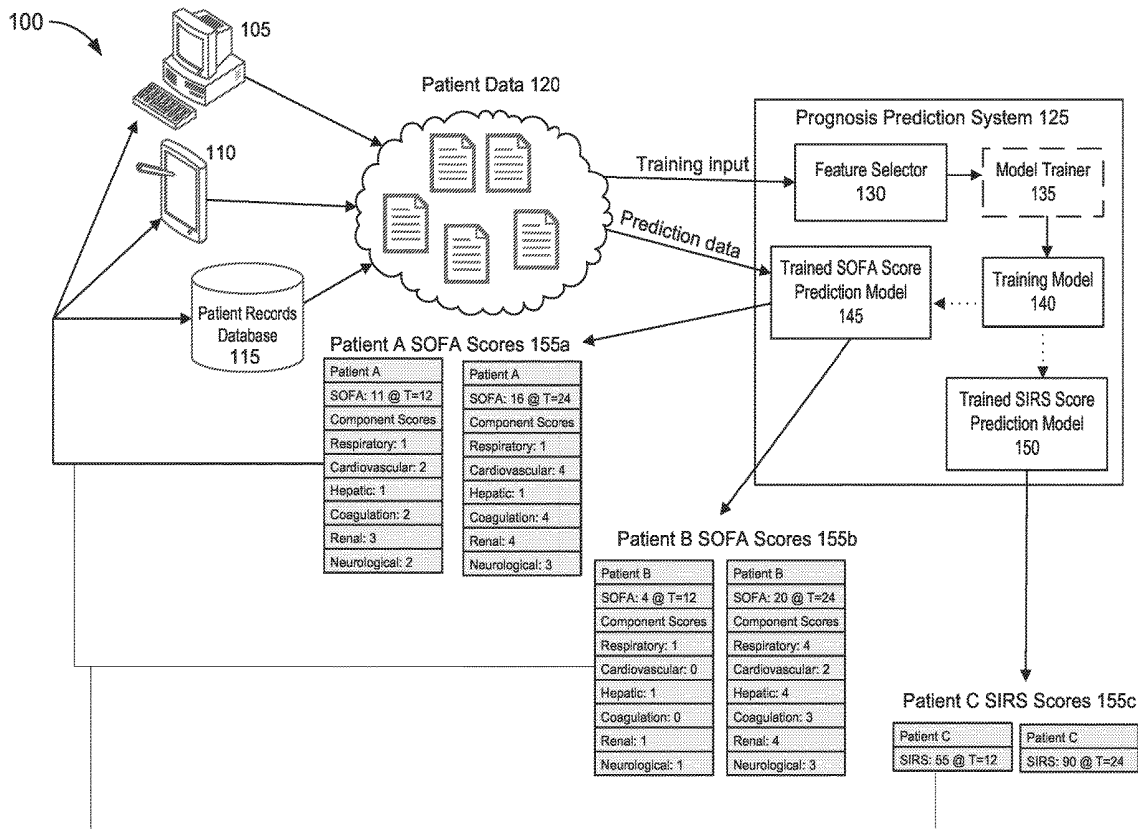 100
105
Patient Data 120
110
Prognosis Prediction System 125
Training input
Feature Selector
130
Model Trainer
135
Prediction data
Trained SOFA Score
Prediction Model
145
Training Model
140
Patient Records
Database
115
Trained SIRS Score
Prediction Model
150
Patient A SOFA Scores 155a
Patient A
SOFA: 11 @ T=12
Component Scores
Respiratory: 1
Cardiovascular: 2
Hepatic: 1
Coagulation: 2
Renal: 3
Neurological: 2
Patient A
SOFA: 16 @ T=24
Component Scores
Respiratory: 1
Cardiovascular: 4
Hepatic: 1
Coagulation: 4
Renal: 4
Neurological: 3
Patient B SOFA Scores 155b
Patient B
SOFA: 4 @ T=12
Component Scores
Respiratory: 1
Cardiovascular: 0
Hepatic: 1
Coagulation: 0
Renal: 1
Neurological: 1
Patient B
SOFA: 20 @ T=24
Component Scores
Respiratory: 4
Cardiovascular: 2
Hepatic: 4
Coagulation: 3
Renal: 4
Neurological: 3
Patient C SIRS Scores 155c
Patient C
SIRS: 55 @ T=12
Patient C
SIRS: 90 @ T=24